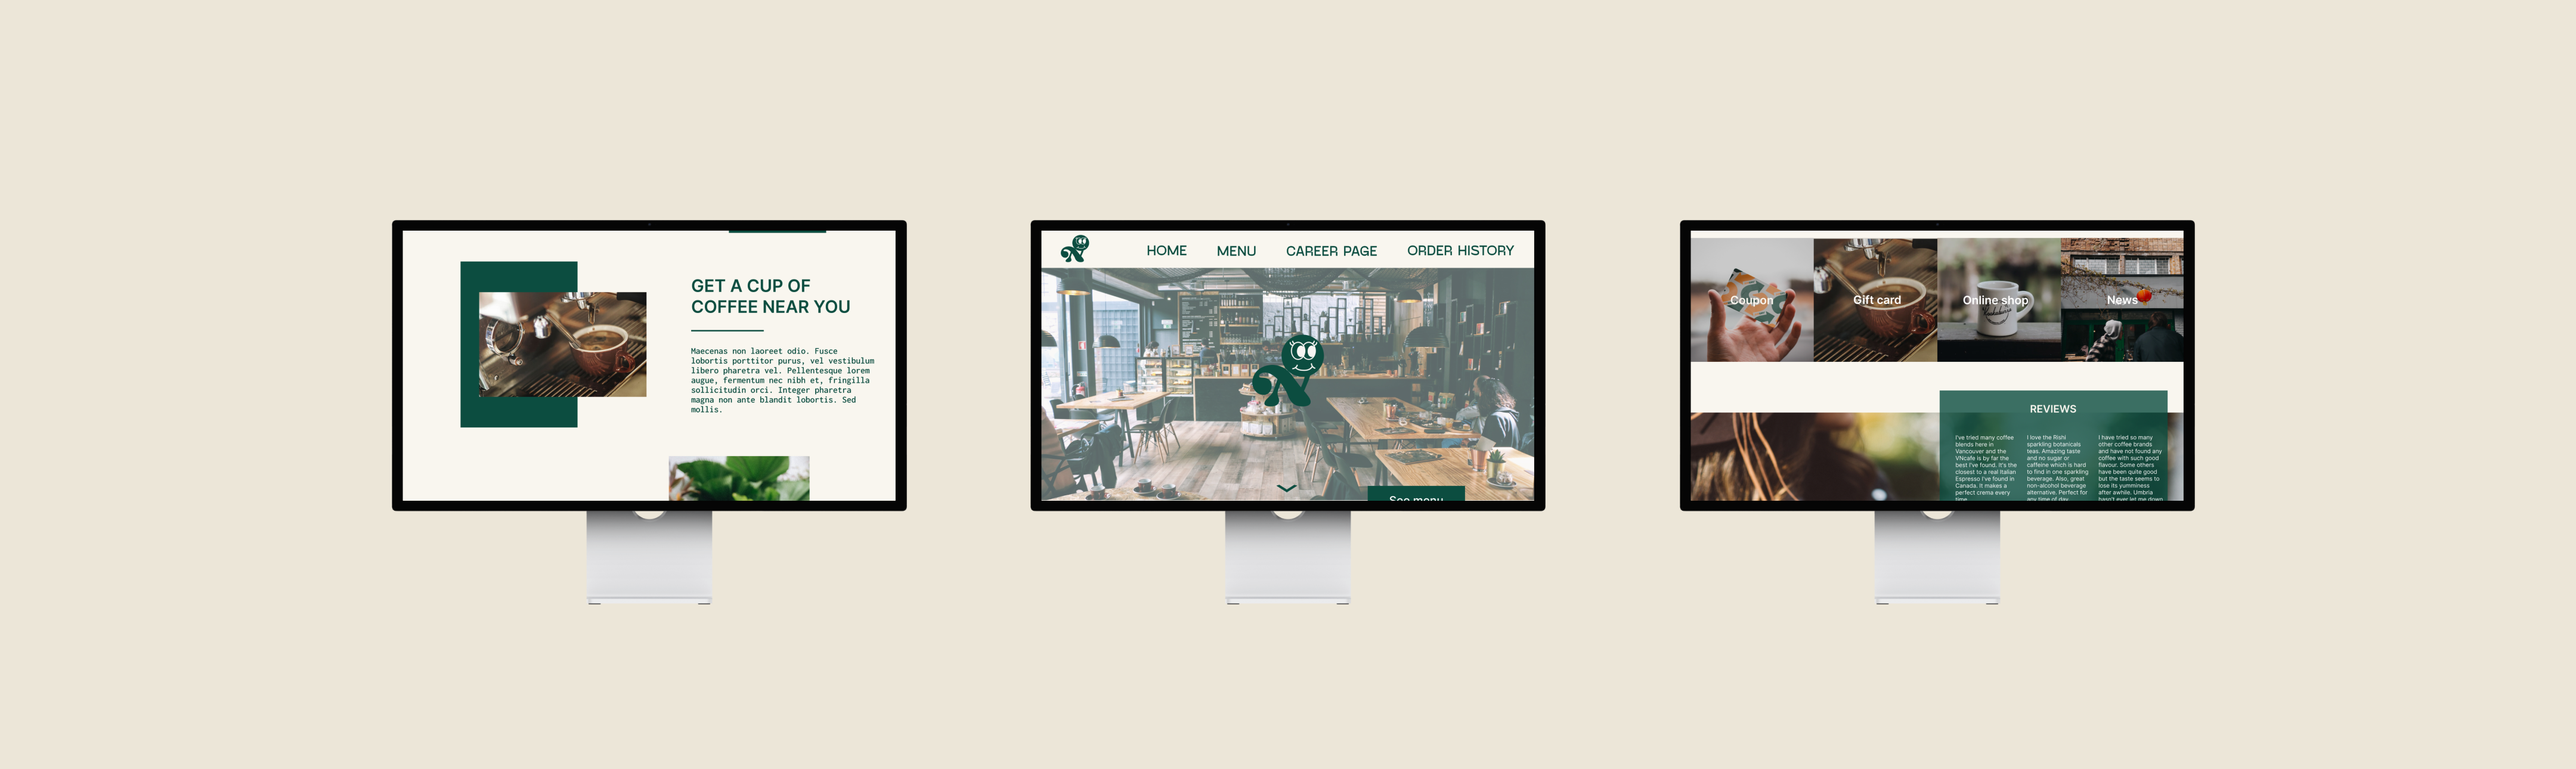 GET A CUP OF
COFFEE NEAR YOU
Maecenas non laoreet odio. Fusce
lobortis porttitor purus, vel vestibulum
libero pharetra vel. Pellentesque lorem
augue, fermentum nec nibh et, fringilla
sollicitudin orci. Integer pharetra
magna non ante blandit lobortis. Sed
mollis.
HOME MENU CAREER PAGE ORDER HISTORY
See menu
Coupon Gift card Online shop News
REVIEWS
I've tried many coffee
blends here in
Vancouver and the
VNcafe is by far the
best I've found. It's the
closest to a real Italian
Espresso I've found in
Canada. It makes a
perfect crema every
time.
I love the Rishi
sparkling botanicals
teas. Amazing taste
and no sugar or
caffeine which is hard
to find in one sparkling
beverage. Also, great
non-alcohol beverage
alternative. Perfect for
any time of day
I have tried so many
other coffee brands
and have not found any
coffee with such good
flavour. Some others
have been quite good
but the taste seems to
lose its yumminess
after awhile. Umbria
hasn't ever let me down